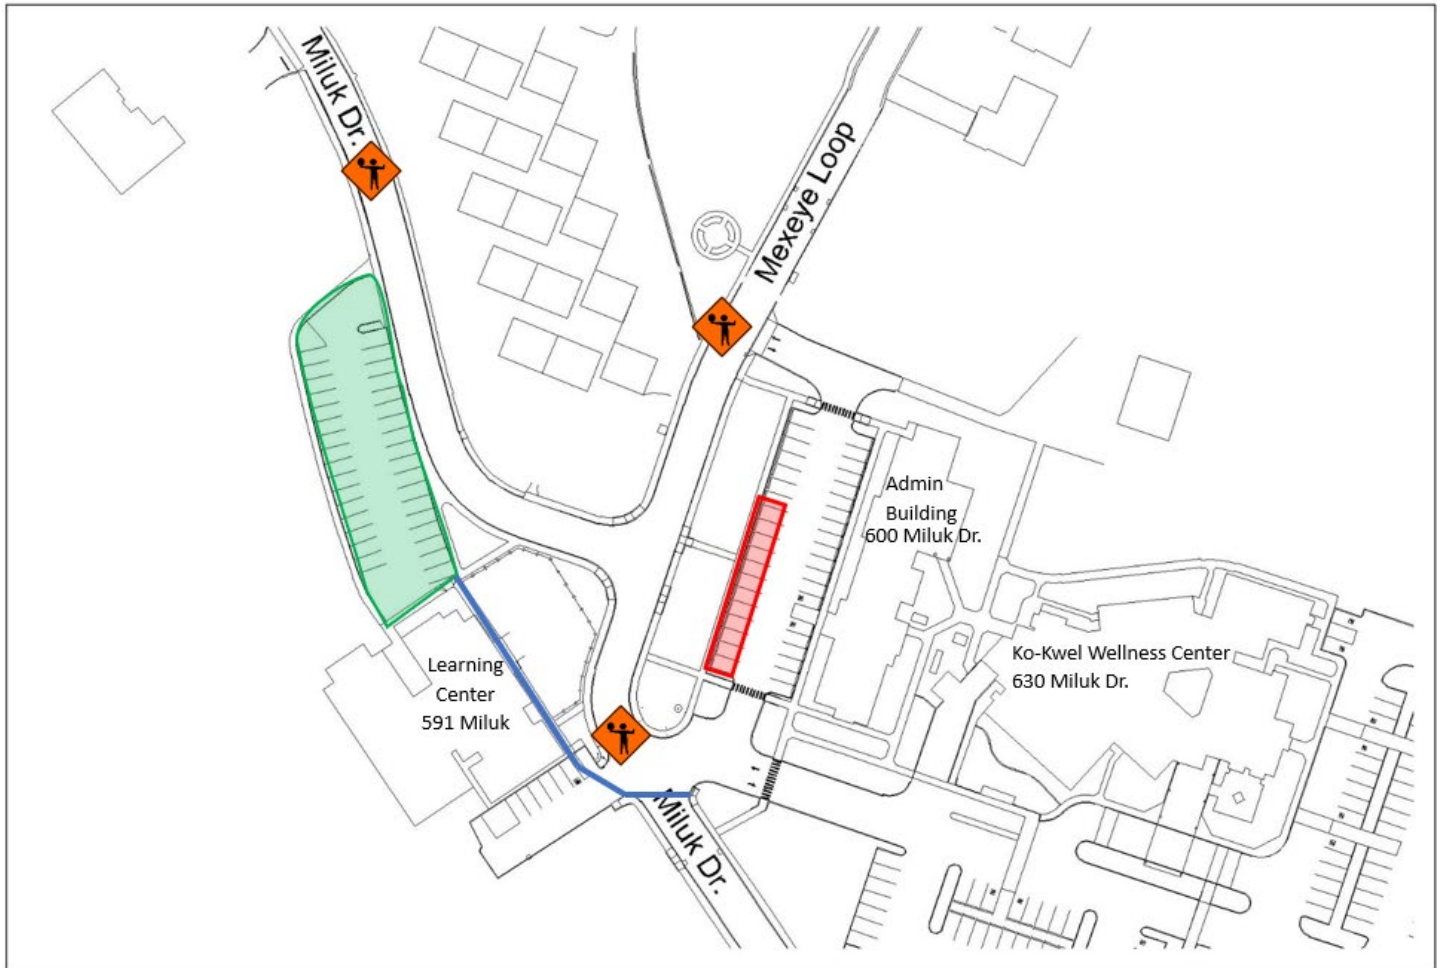 Miluk Dr.
Mexeye Loop
Admin
Building
600 Miluk Dr.
Ko-Kwel Wellness Center
630 Miluk Dr.
Learning
Center
591 Miluk
Miluk Dr.